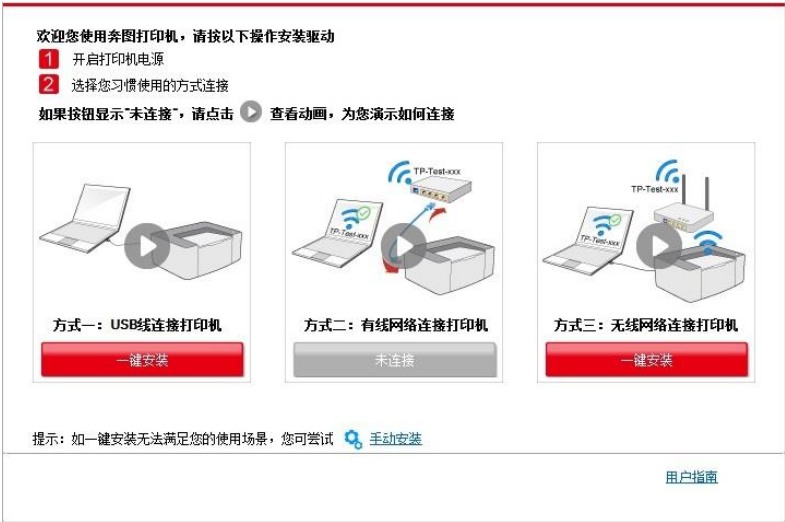 欢迎您使用奔图打印机，请按以下操作安装驱动
1 开启打印机电源
2 选择您习惯使用的方式连接
如果按钮显示"未连接"，请点击 查看动画，为您演示如何连接
TP-Test-xxx
TP-Test-xxx
TP-Test-xxx
TP-Test-xxx
方式一：USB线连接打印机
方式二：有线网络连接打印机
方式三：无线网络连接打印机
一键安装
未连接
一键安装
提示：如一键安装无法满足您的使用场景，您可尝试 手动安装
用户指南